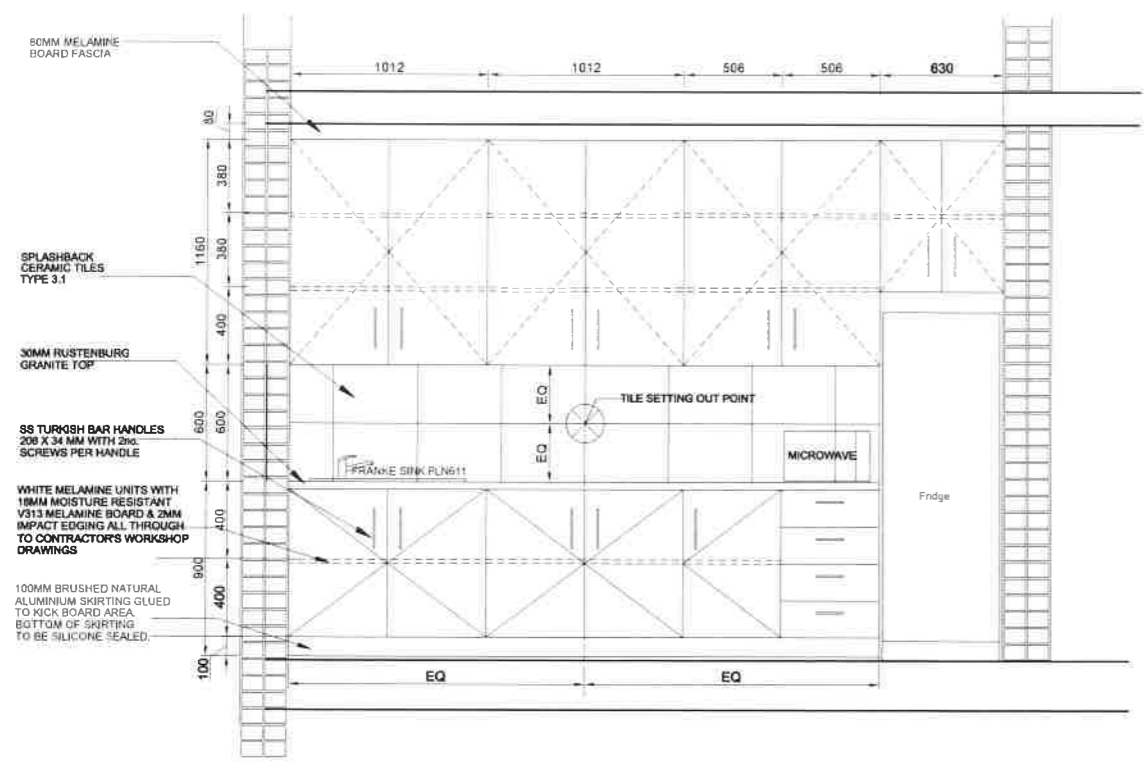 80MM MELAMINE
BOARD FASCIA
1012
1012
506
506
630
80
380
380
400
1160
SPLASHBACK
CERAMIC TILES
TYPE 3.1
30MM RUSTENBURG
GRANITE TOP
EQ
EQ
TILE SETTING OUT POINT
600
600
SS TURKISH BAR HANDLES
208 X 34 MM WITH 2no.
SCREWS PER HANDLE
FRANKE SINK PLN611
MICROWAVE
Fridge
WHITE MELAMINE UNITS WITH
16MM MOISTURE RESISTANT
V313 MELAMINE BOARD & 2MM
IMPACT EDGING ALL THROUGH
TO CONTRACTOR'S WORKSHOP
DRAWINGS
400
400
900
100
100MM BRUSHED NATURAL
ALUMINIUM SKIRTING GLUED
TO KICK BOARD AREA.
BOTTOM OF SKIRTING
TO BE SILICONE SEALED.
EQ
EQ